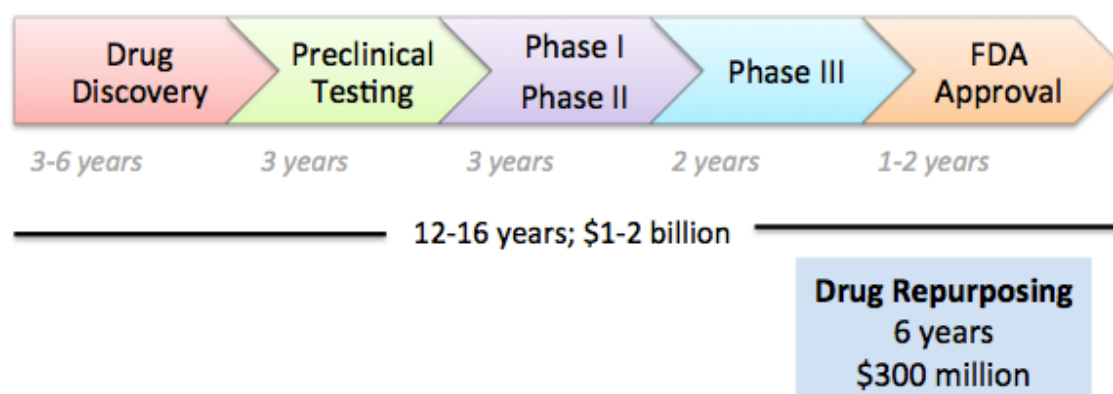 Drug
Discovery
Preclinical
Testing
Phase I
Phase II
Phase III
FDA
Approval
3-6 years
3 years
3 years
2 years
1-2 years
12-16 years; $1-2 billion
Drug Repurposing
6 years
$300 million